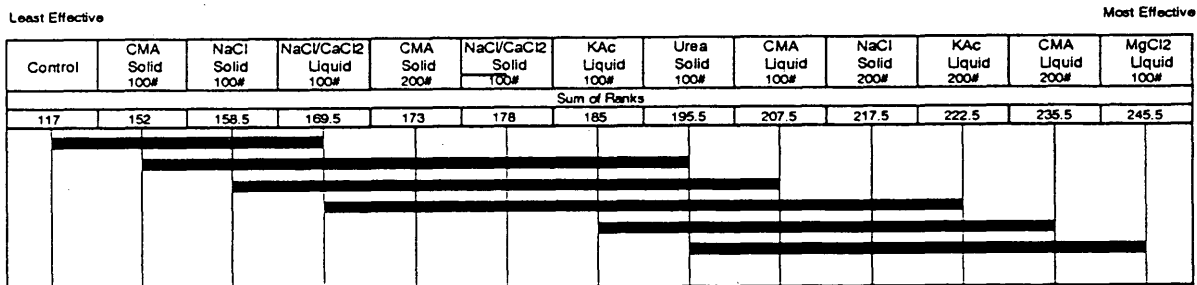 Least Effective Most Effective
Control CMA Solid 100# NaCl Solid 100# NaCl/CaCl2 Liquid 100# CMA Solid 200# NaCl/CaCl2 Solid 100# KAc Liquid 100# Urea Solid 100# CMA Liquid 100# NaCl Solid 200# KAc Liquid 200# CMA Liquid 200# MgCl2 Liquid 100#
Sum of Ranks
117 152 158.5 169.5 173 178 185 195.5 207.5 217.5 222.5 235.5 245.5